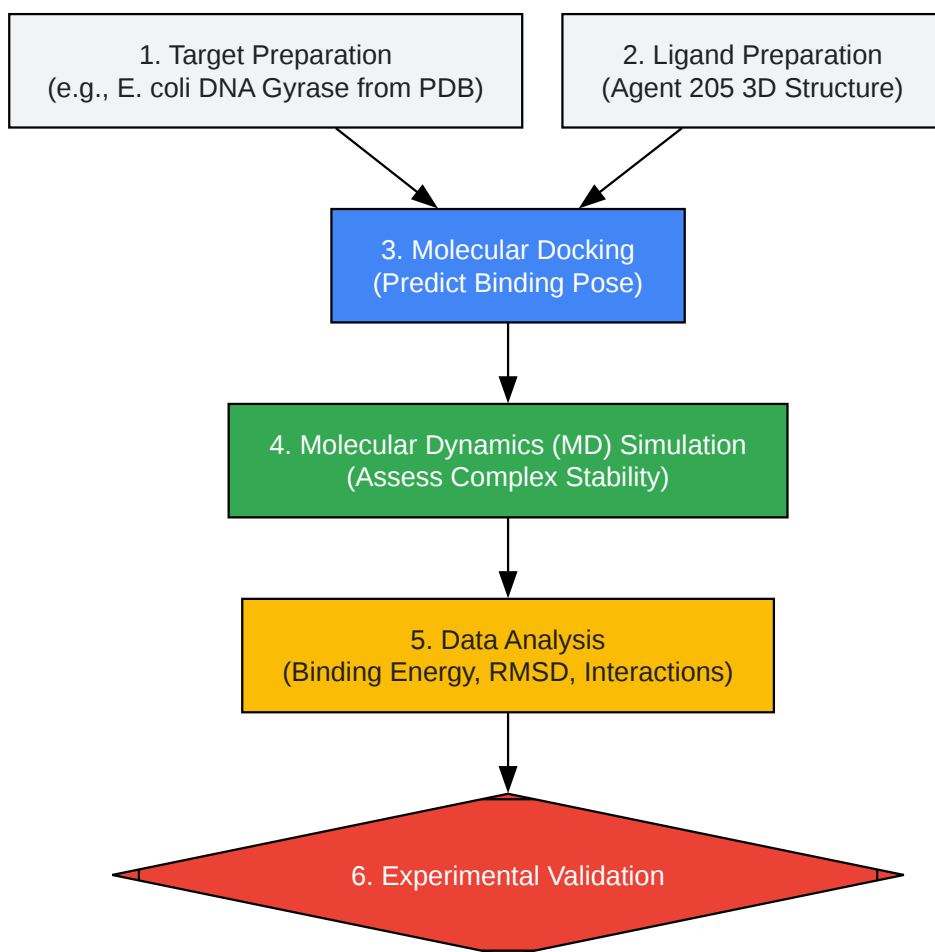 1. Target Preparation
(e.g., E. coli DNA Gyrase from PDB)
2. Ligand Preparation
(Agent 205 3D Structure)
3. Molecular Docking
(Predict Binding Pose)
4. Molecular Dynamics (MD) Simulation
(Assess Complex Stability)
5. Data Analysis
(Binding Energy, RMSD, Interactions)
6. Experimental Validation